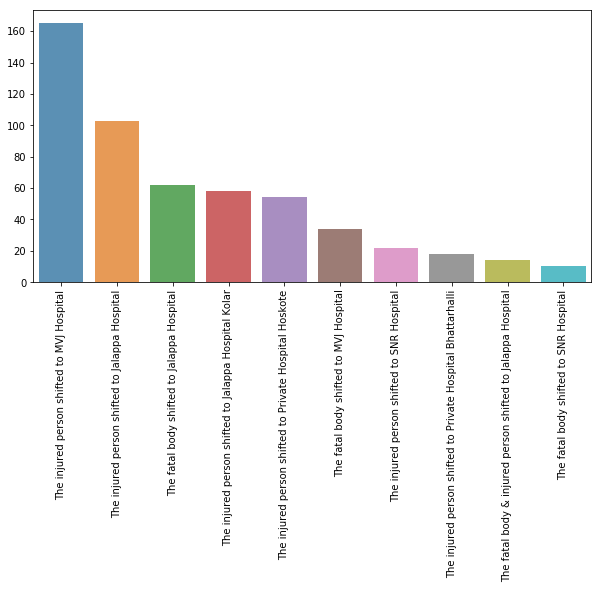 160
140
120
100
80
60
40
20
0
The injured person shifted to MVJ Hospital
The injured person shifted to Jalappa Hospital
The fatal body shifted to Jalappa Hospital
The injured person shifted to Jalappa Hospital Kolar
The injured person shifted to Private Hospital Hoskote
The fatal body shifted to MVJ Hospital
The injured person shifted to SNR Hospital
The injured person shifted to Private Hospital Bhattarhalli
The fatal body & injured person shifted to Jalappa Hospital
The fatal body shifted to SNR Hospital